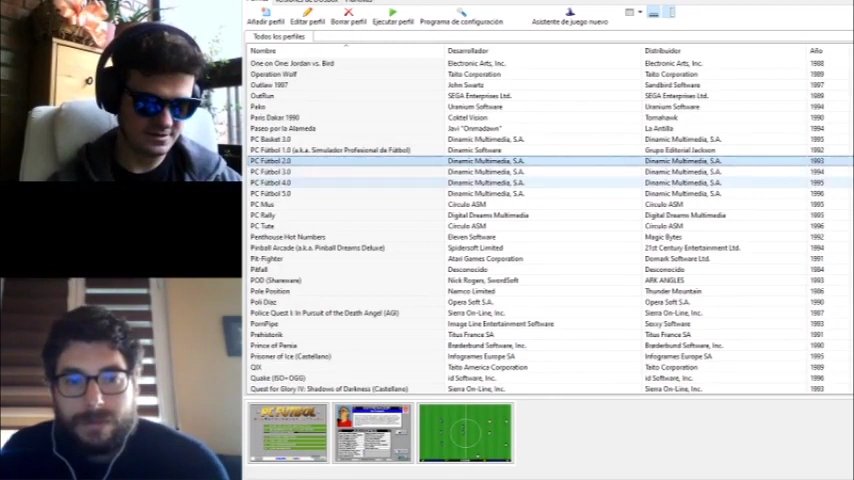 Añadir perfil Editar perfil Borrar perfil Ejecutar perfil Programa de configuración Asistente de juego nuevo
Todos los perfiles
Nombre Desarrollador Distribuidor Año
One on One: Jordan vs. Bird Electronic Arts, Inc. Electronic Arts, Inc. 1988
Operation Wolf Taito Corporation Taito Corporation 1989
Outlaw 1997 John Swartz Sandbird Software 1997
OutRun SEGA Enterprises Ltd. SEGA Enterprises Ltd. 1989
Pako Uranium Software Uranium Software 1994
Paris Dakar 1990 Coktel Vision Tomahawk 1990
Paseo por la Alameda Javi "Onmadawn" La Antilla 1994
PC Basket 3.0 Dinamic Multimedia, S.A. Dinamic Multimedia, S.A. 1995
PC Fútbol 1.0 (a.k.a. Simulador Profesional de Fútbol) Dinamic Software Grupo Editorial Jackson 1992
PC Fútbol 2.0 Dinamic Multimedia, S.A. Dinamic Multimedia, S.A. 1993
PC Fútbol 3.0 Dinamic Multimedia, S.A. Dinamic Multimedia, S.A. 1994
PC Fútbol 4.0 Dinamic Multimedia, S.A. Dinamic Multimedia, S.A. 1995
PC Fútbol 5.0 Dinamic Multimedia, S.A. Dinamic Multimedia, S.A. 1996
PC Mus Círculo ASM Círculo ASM 1995
PC Rally Digital Dreams Multimedia Digital Dreams Multimedia 1995
PC Tute Círculo ASM Círculo ASM 1996
Penthouse Hot Numbers Eleven Software Magic Bytes 1992
Pinball Arcade (a.k.a. Pinball Dreams Deluxe) Spidersoft Limited 21st Century Entertainment Ltd. 1994
Pit-Fighter Atari Games Corporation Domark Software Ltd. 1991
Pitfall Desconocido Desconocido 1984
POD (Shareware) Nick Rogers, SwordSoft ARK ANGLES 1993
Pole Position Namco Limited Thunder Mountain 1986
Poli Díaz Opera Soft S.A. Opera Soft S.A. 1990
Police Quest I: In Pursuit of the Death Angel (AGI) Sierra On-Line, Inc. Sierra On-Line, Inc. 1987
PornPipe Image Line Entertainment Sexxy Software 1993
Prehistorik Titus France SA Titus France SA 1991
Prince of Persia Brøderbund Software, Inc. Brøderbund Software, Inc. 1990
Prisoner of Ice (Castellano) Infogrames Europe SA Infogrames Europe SA 1995
QIX Taito America Corporation Taito Corporation 1989
Quake (ISO+OGG) id Software, Inc. id Software, Inc. 1996
Quest for Glory IV: Shadows of Darkness (Castellano) Sierra On-Line, Inc. Sierra On-Line, Inc. 1993
PC FUTBOL